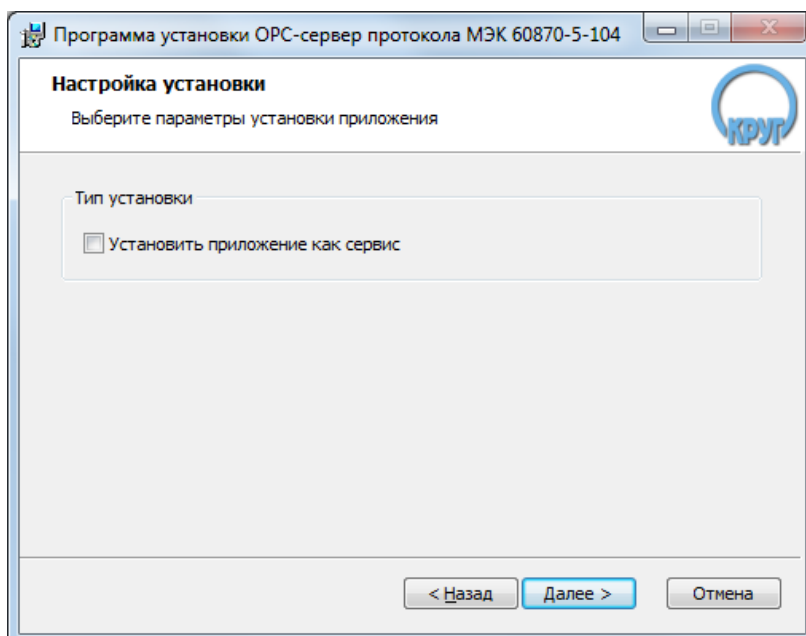 Программа установки OPC-сервер протокола МЭК 60870-5-104
Настройка установки
Выберите параметры установки приложения
КРУГ
Тип установки
Установить приложение как сервис
< Назад
Далее >
Отмена